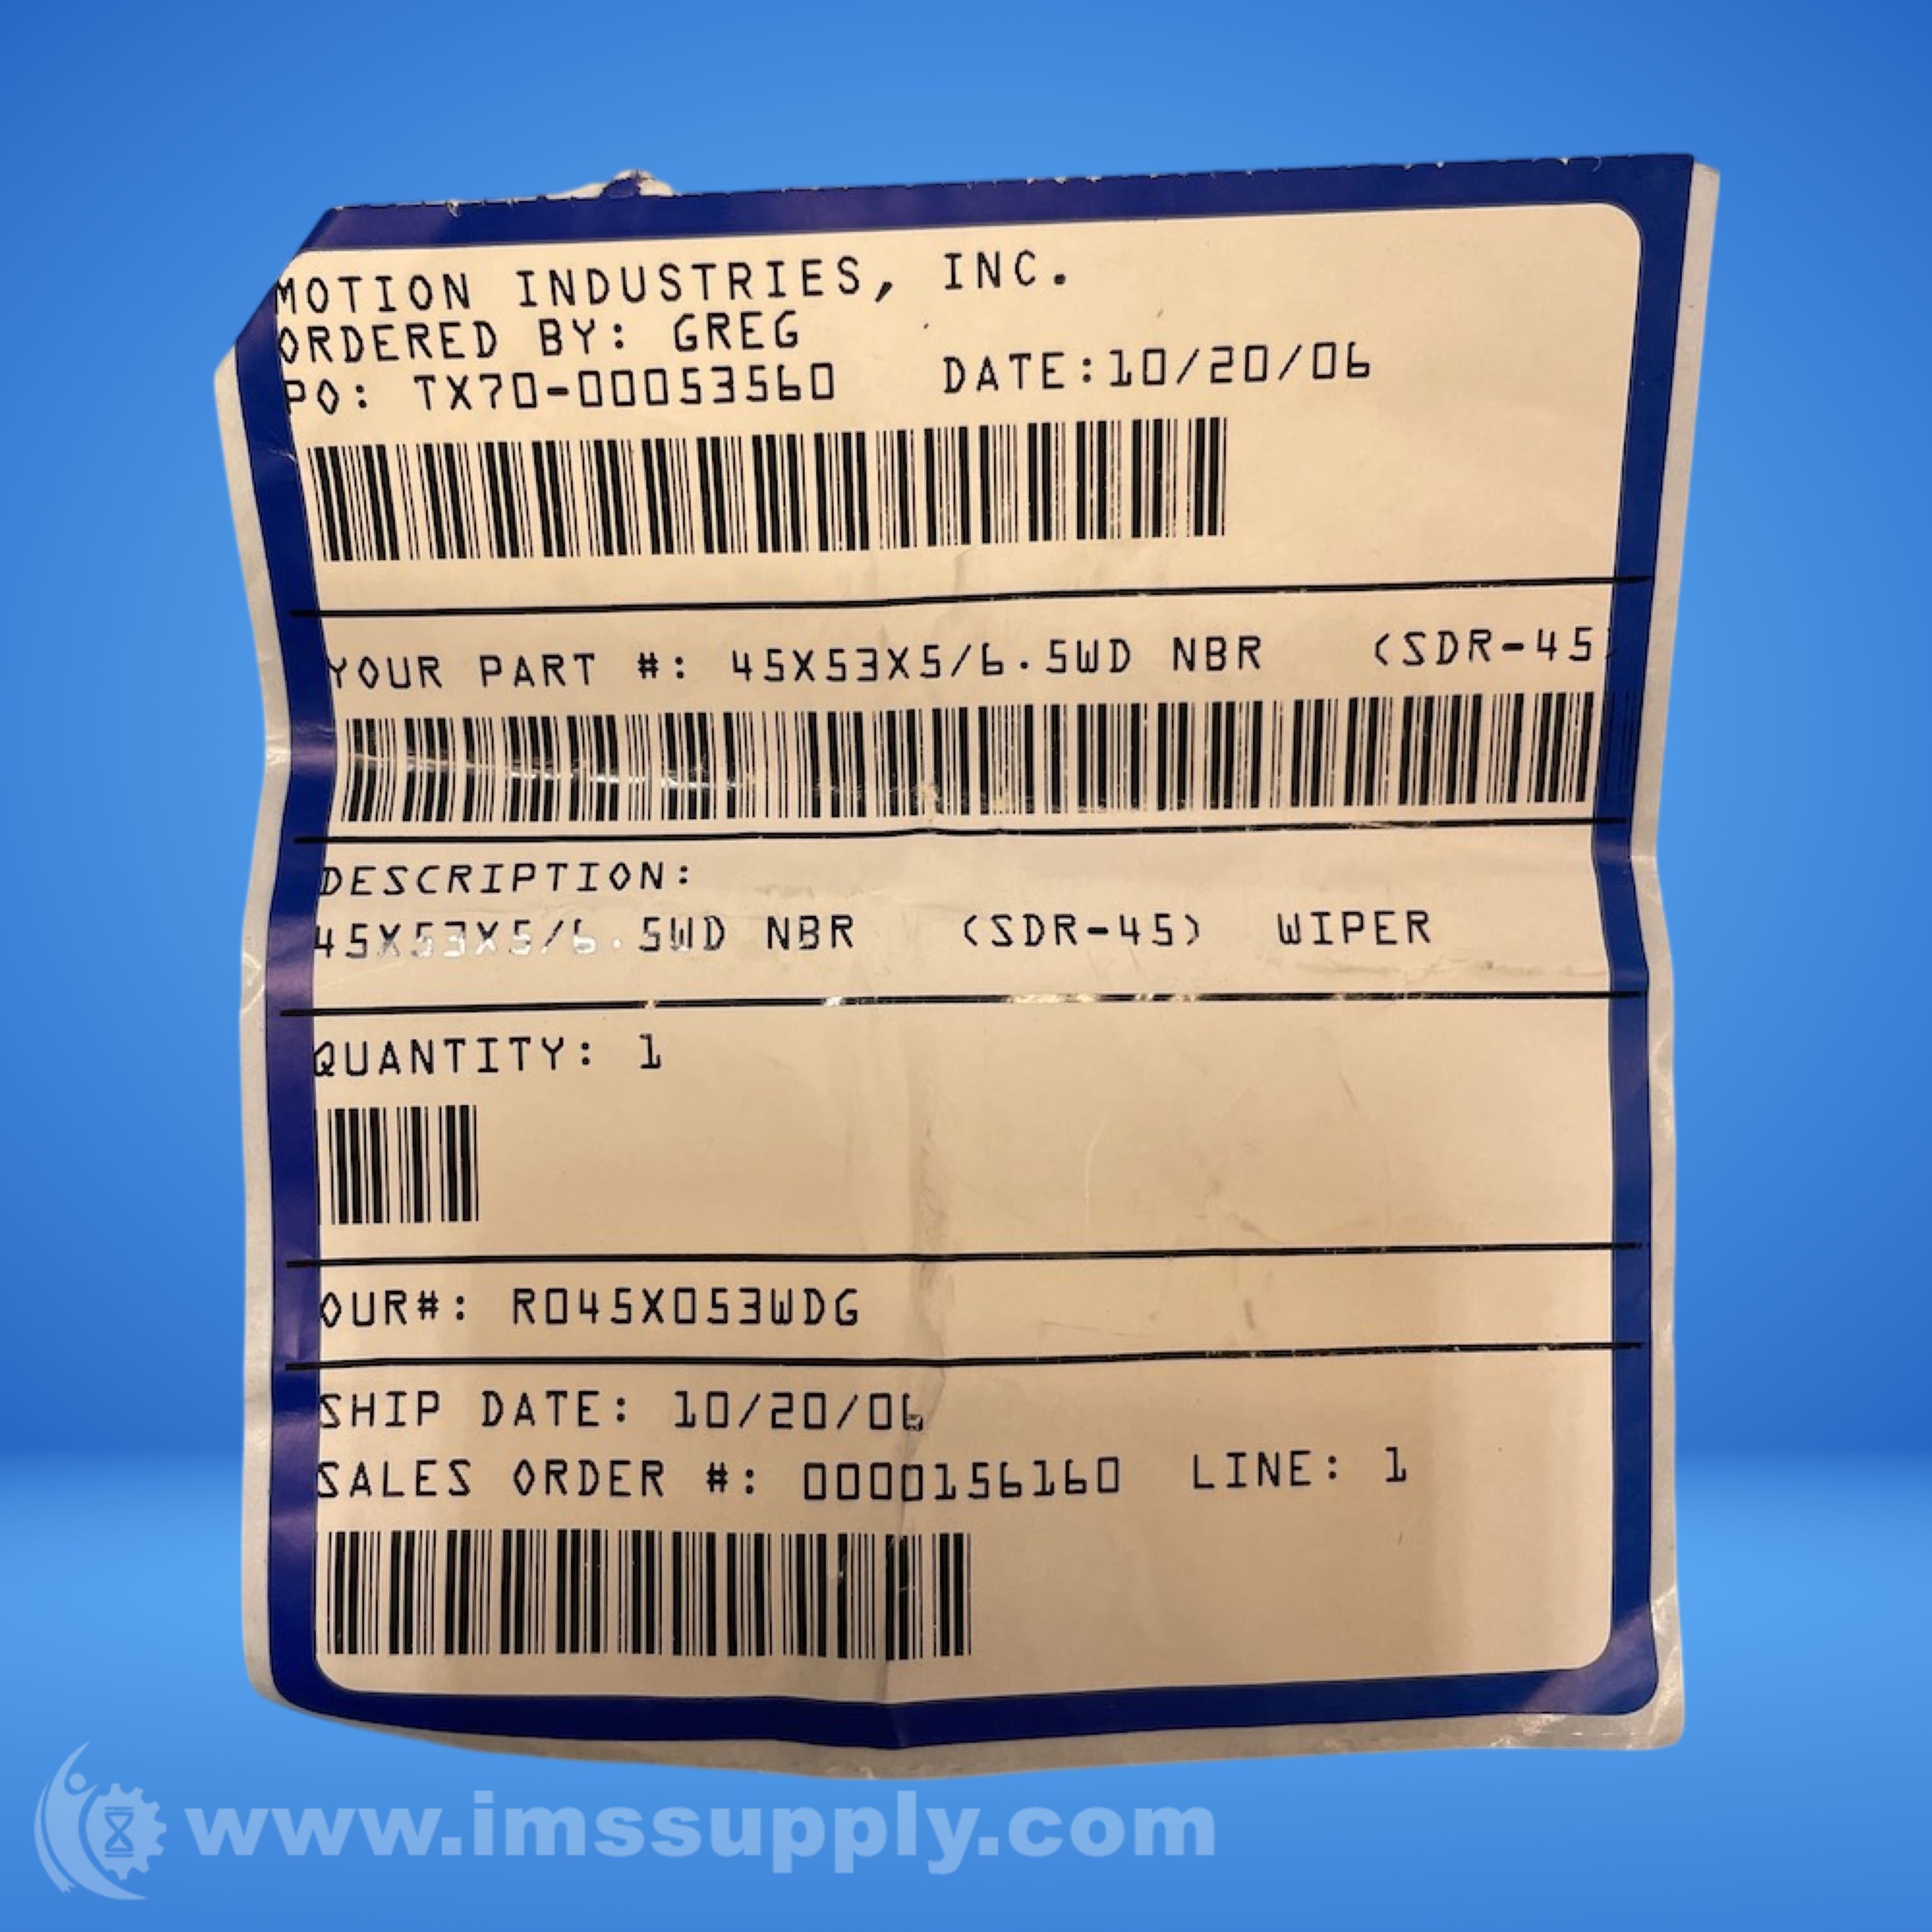 MOTION INDUSTRIES, INC.
ORDERED BY: GREG
PO: TX70-00053560 DATE:10/20/06
YOUR PART #: 45X53X5/6.5WD NBR (SDR-45)
DESCRIPTION:
45X53X5/6.5WD NBR (SDR-45) WIPER
QUANTITY: 1
OUR#: R045X053WDG
SHIP DATE: 10/20/06
SALES ORDER #: 0000156160 LINE: 1
www.imssupply.com